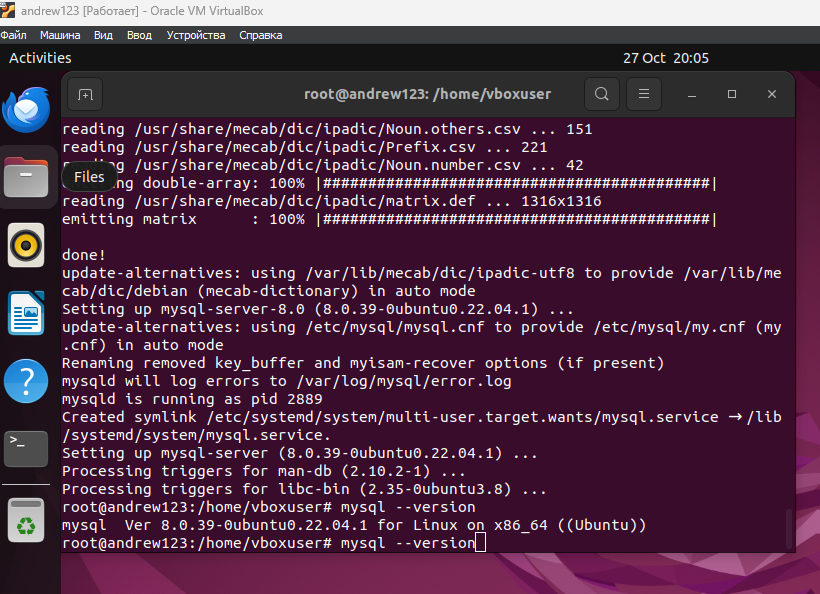 andrew123 [Работает] - Oracle VM VirtualBox
Файл Машина Вид Ввод Устройства Справка
Activities 27 Oct 20:05
root@andrew123: /home/vboxuser
reading /usr/share/mecab/dic/ipadic/Noun.others.csv ... 151
reading /usr/share/mecab/dic/ipadic/Prefix.csv ... 221
reading /usr/share/mecab/dic/ipadic/Noun.number.csv ... 42
Files
ng double-array: 100% |###########################################|
reading /usr/share/mecab/dic/ipadic/matrix.def ... 1316x1316
emitting matrix      : 100% |###########################################|
done!
update-alternatives: using /var/lib/mecab/dic/ipadic-utf8 to provide /var/lib/me
cab/dic/debian (mecab-dictionary) in auto mode
Setting up mysql-server-8.0 (8.0.39-0ubuntu0.22.04.1) ...
update-alternatives: using /etc/mysql/mysql.cnf to provide /etc/mysql/my.cnf (my
.cnf) in auto mode
Renaming removed key_buffer and myisam-recover options (if present)
mysqld will log errors to /var/log/mysql/error.log
mysqld is running as pid 2889
Created symlink /etc/systemd/system/multi-user.target.wants/mysql.service → /lib
/systemd/system/mysql.service.
Setting up mysql-server (8.0.39-0ubuntu0.22.04.1) ...
Processing triggers for man-db (2.10.2-1) ...
Processing triggers for libc-bin (2.35-0ubuntu3.8) ...
root@andrew123:/home/vboxuser# mysql --version
mysql  Ver 8.0.39-0ubuntu0.22.04.1 for Linux on x86_64 ((Ubuntu))
root@andrew123:/home/vboxuser# mysql --version